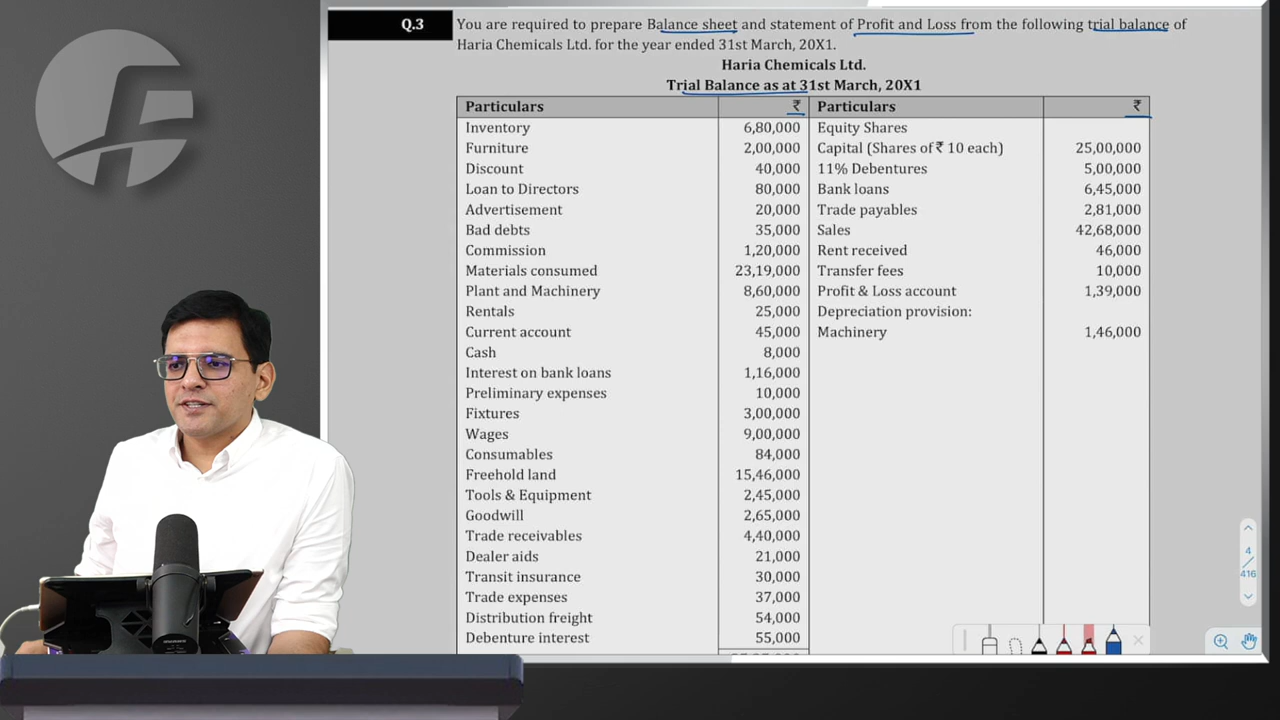 Q.3 You are required to prepare Balance sheet and statement of Profit and Loss from the following trial balance of
Haria Chemicals Ltd. for the year ended 31st March, 20X1.
Haria Chemicals Ltd.
Trial Balance as at 31st March, 20X1
Particulars ₹ Particulars ₹
Inventory 6,80,000 Equity Shares
Furniture 2,00,000 Capital (Shares of ₹ 10 each) 25,00,000
Discount 40,000 11% Debentures 5,00,000
Loan to Directors 80,000 Bank loans 6,45,000
Advertisement 20,000 Trade payables 2,81,000
Bad debts 35,000 Sales 42,68,000
Commission 1,20,000 Rent received 46,000
Materials consumed 23,19,000 Transfer fees 10,000
Plant and Machinery 8,60,000 Profit & Loss account 1,39,000
Rentals 25,000 Depreciation provision:
Current account 45,000 Machinery 1,46,000
Cash 8,000
Interest on bank loans 1,16,000
Preliminary expenses 10,000
Fixtures 3,00,000
Wages 9,00,000
Consumables 84,000
Freehold land 15,46,000
Tools & Equipment 2,45,000
Goodwill 2,65,000
Trade receivables 4,40,000
Dealer aids 21,000
Transit insurance 30,000
Trade expenses 37,000
Distribution freight 54,000
Debenture interest 55,000
4
416